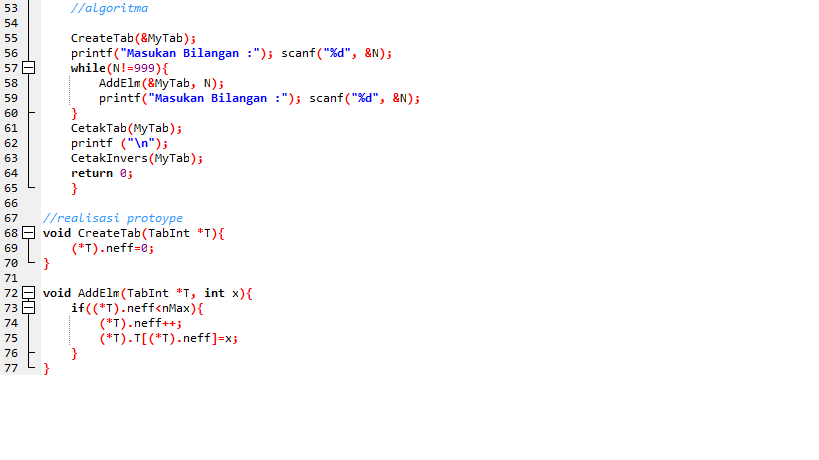 53 //algoritma
54
55 CreateTab(&MyTab);
56 printf("Masukan Bilangan :"); scanf("%d", &N);
57 while(N!=999){
58 AddElm(&MyTab, N);
59 printf("Masukan Bilangan :"); scanf("%d", &N);
60 }
61 CetakTab(MyTab);
62 printf ("\n");
63 CetakInvers(MyTab);
64 return 0;
65 }
66
67 //realisasi protoype
68 void CreateTab(TabInt *T){
69 (*T).neff=0;
70 }
71
72 void AddElm(TabInt *T, int x){
73 if((*T).neff<nMax){
74 (*T).neff++;
75 (*T).T[(*T).neff]=x;
76 }
77 }